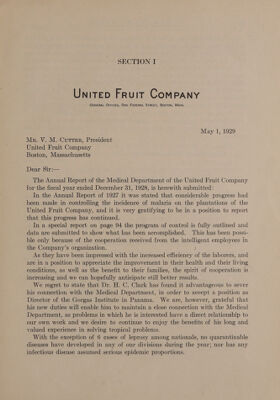 SECTION I
UNITED FRUIT COMPANY
GENERAL OFFICES, ONE FEDERAL STREET, BOSTON, MASS.
May 1, 1929
MR. V. M. CUTTER, President
United Fruit Company
Boston, Massachusetts
Dear Sir:—
The Annual Report of the Medical Department of the United Fruit Company
for the fiscal year ended December 31, 1928, is herewith submitted:
In the Annual Report of 1927 it was stated that considerable progress had
been made in controlling the incidence of malaria on the plantations of the
United Fruit Company, and it is very gratifying to be in a position to report
that this progress has continued.
In a special report on page 94 the program of control is fully outlined and
data are submitted to show what has been accomplished. This has been possi-
ble only because of the cooperation received from the intelligent employees in
the Company's organization.
As they have been impressed with the increased efficiency of the laborers, and
are in a position to appreciate the improvement in their health and their living
conditions, as well as the benefit to their families, the spirit of cooperation is
increasing and we can hopefully anticipate still better results.
We regret to state that Dr. H. C. Clark has found it advantageous to sever
his connection with the Medical Department, in order to accept a position as
Director of the Gorgas Institute in Panama. We are, however, grateful that
his new duties will enable him to maintain a close connection with the Medical
Department, as problems in which he is interested have a direct relationship to
our own work and we desire to continue to enjoy the benefits of his long and
valued experience in solving tropical problems.
With the exception of 6 cases of leprosy among nationals, no quarantinable
diseases have developed in any of our divisions during the year; nor has any
infectious disease assumed serious epidemic proportions.